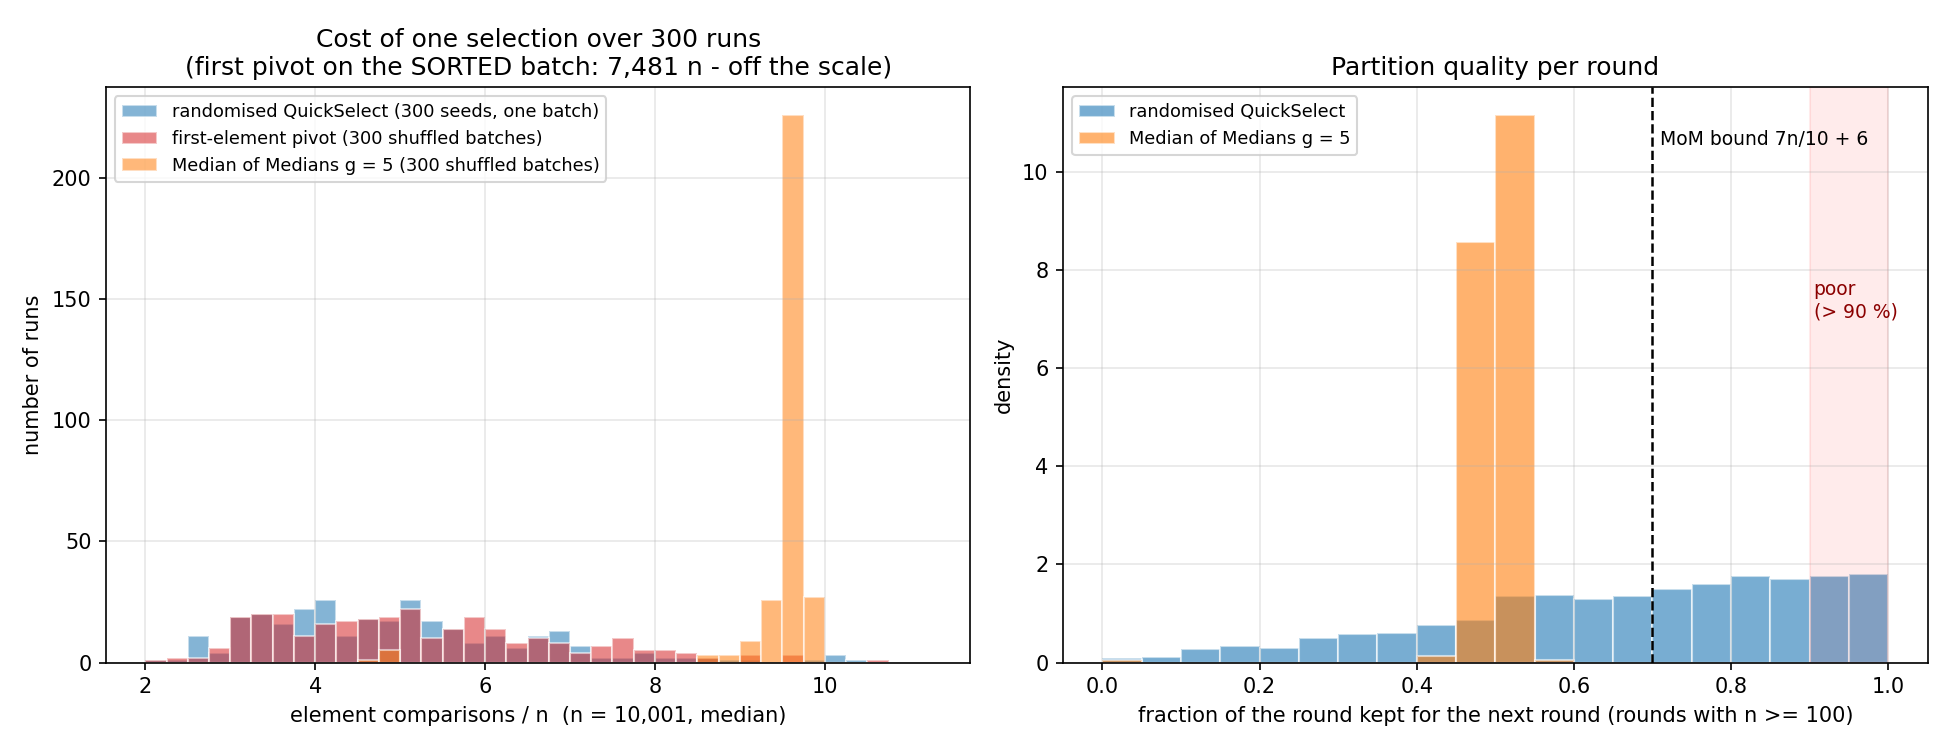 Cost of one selection over 300 runs
(first pivot on the SORTED batch: 7,481 n - off the scale)
randomised QuickSelect (300 seeds, one batch)
first-element pivot (300 shuffled batches)
Median of Medians g = 5 (300 shuffled batches)
number of runs
200
150
100
50
0
2
4
6
8
10
element comparisons / n  (n = 10,001, median)
Partition quality per round
randomised QuickSelect
Median of Medians g = 5
MoM bound 7n/10 + 6
poor
(> 90 %)
density
10
8
6
4
2
0
0.0
0.2
0.4
0.6
0.8
1.0
fraction of the round kept for the next round (rounds with n >= 100)